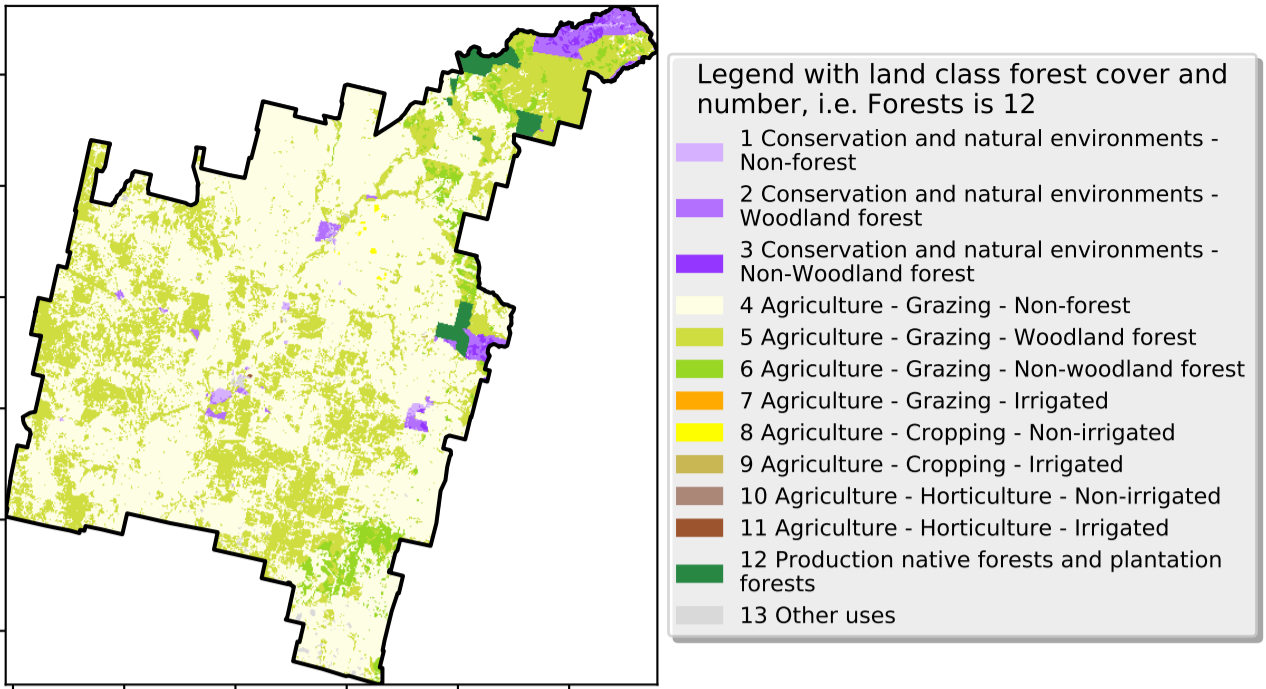 Legend with land class forest cover and
number, i.e. Forests is 12
1 Conservation and natural environments -
Non-forest
2 Conservation and natural environments -
Woodland forest
3 Conservation and natural environments -
Non-Woodland forest
4 Agriculture - Grazing - Non-forest
5 Agriculture - Grazing - Woodland forest
6 Agriculture - Grazing - Non-woodland forest
7 Agriculture - Grazing - Irrigated
8 Agriculture - Cropping - Non-irrigated
9 Agriculture - Cropping - Irrigated
10 Agriculture - Horticulture - Non-irrigated
11 Agriculture - Horticulture - Irrigated
12 Production native forests and plantation
forests
13 Other uses